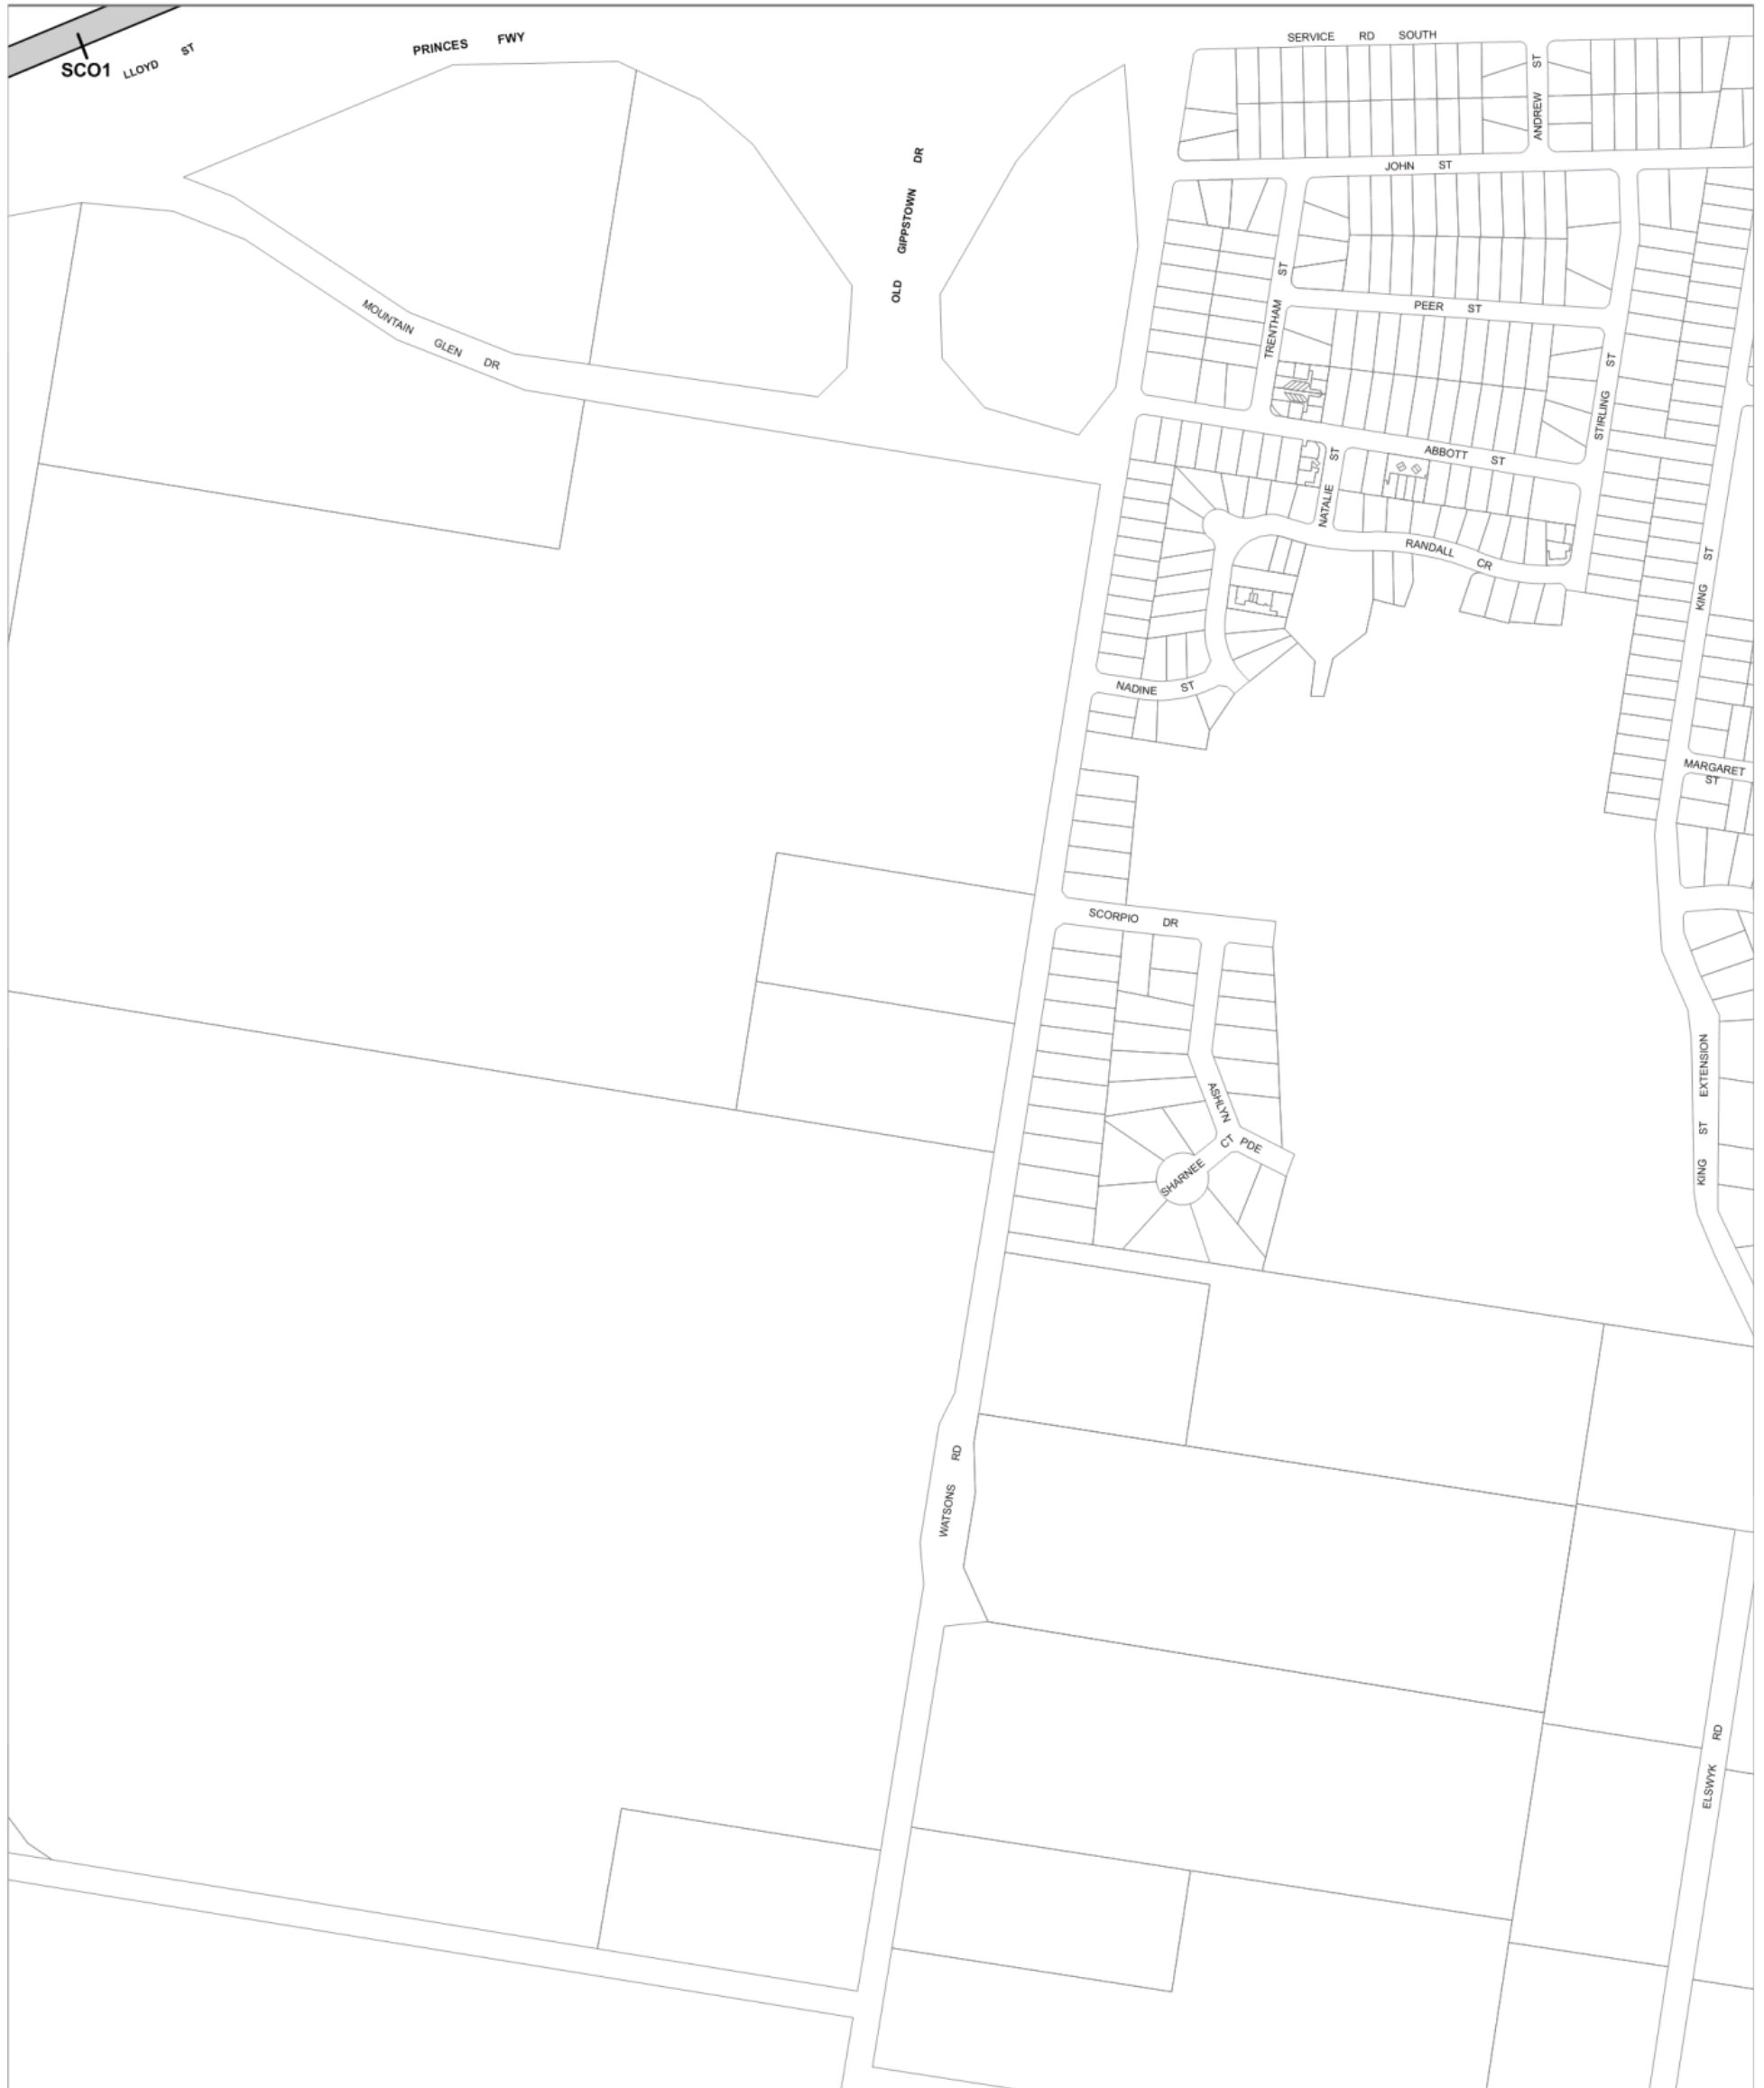 SERVICE RD SOUTH
PRINCES FWY
LLOYD ST
SCO1
ANDREW ST
OLD GIPPSTOWN DR
JOHN ST
TRENTHAM ST
PEER ST
MOUNTAIN GLEN DR
STIRLING ST
ABBOTT ST
NATALIE ST
RANDALL CR
KING ST
NADINE ST
MARGARET
ST
SCORPIO DR
ASHLYN PDE
SHARNEE CT
KING ST EXTENSION
WATSONS RD
ELSWYK RD